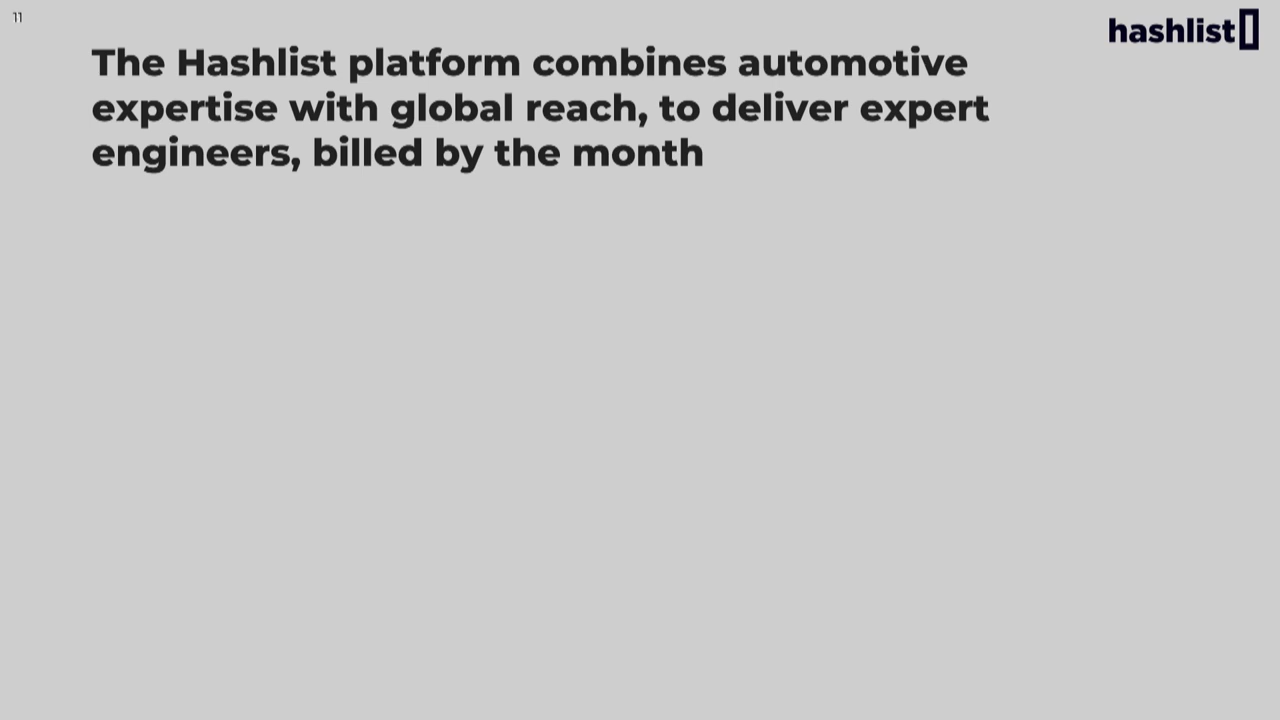 11
hashlist
The Hashlist platform combines automotive
expertise with global reach, to deliver expert
engineers, billed by the month